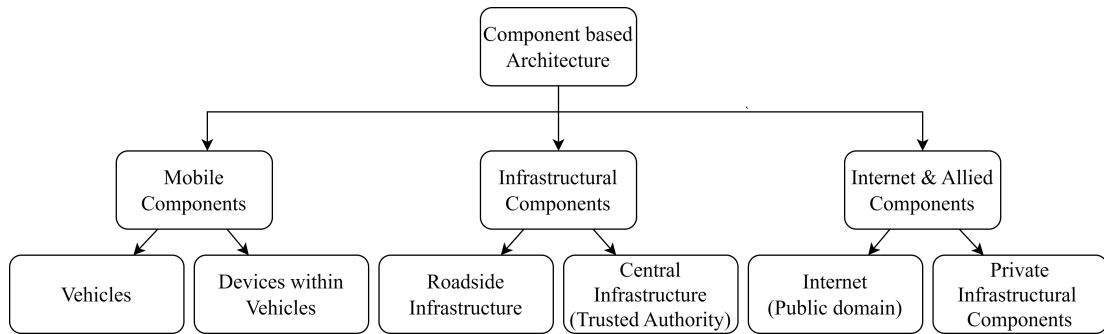 Component based
Architecture
Mobile
Components
Infrastructural
Components
Internet & Allied
Components
Vehicles
Devices within
Vehicles
Roadside
Infrastructure
Central
Infrastructure
(Trusted Authority)
Internet
(Public domain)
Private
Infrastructural
Components